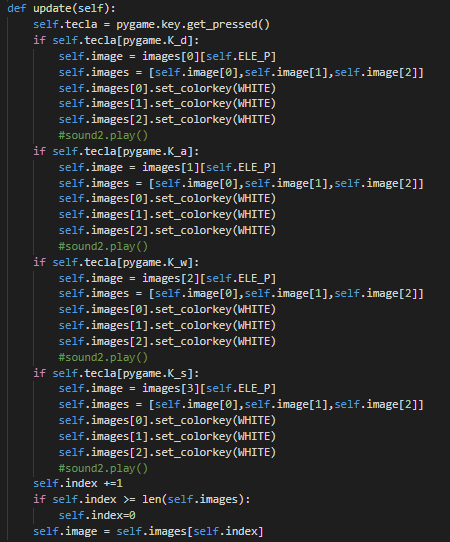 def update(self):
    self.tecla = pygame.key.get_pressed()
    if self.tecla[pygame.K_d]:
        self.image = images[0][self.ELE_P]
        self.images = [self.image[0],self.image[1],self.image[2]]
        self.images[0].set_colorkey(WHITE)
        self.images[1].set_colorkey(WHITE)
        self.images[2].set_colorkey(WHITE)
        #sound2.play()
    if self.tecla[pygame.K_a]:
        self.image = images[1][self.ELE_P]
        self.images = [self.image[0],self.image[1],self.image[2]]
        self.images[0].set_colorkey(WHITE)
        self.images[1].set_colorkey(WHITE)
        self.images[2].set_colorkey(WHITE)
        #sound2.play()
    if self.tecla[pygame.K_w]:
        self.image = images[2][self.ELE_P]
        self.images = [self.image[0],self.image[1],self.image[2]]
        self.images[0].set_colorkey(WHITE)
        self.images[1].set_colorkey(WHITE)
        self.images[2].set_colorkey(WHITE)
        #sound2.play()
    if self.tecla[pygame.K_s]:
        self.image = images[3][self.ELE_P]
        self.images = [self.image[0],self.image[1],self.image[2]]
        self.images[0].set_colorkey(WHITE)
        self.images[1].set_colorkey(WHITE)
        self.images[2].set_colorkey(WHITE)
        #sound2.play()
    self.index +=1
    if self.index >= len(self.images):
        self.index=0
    self.image = self.images[self.index]